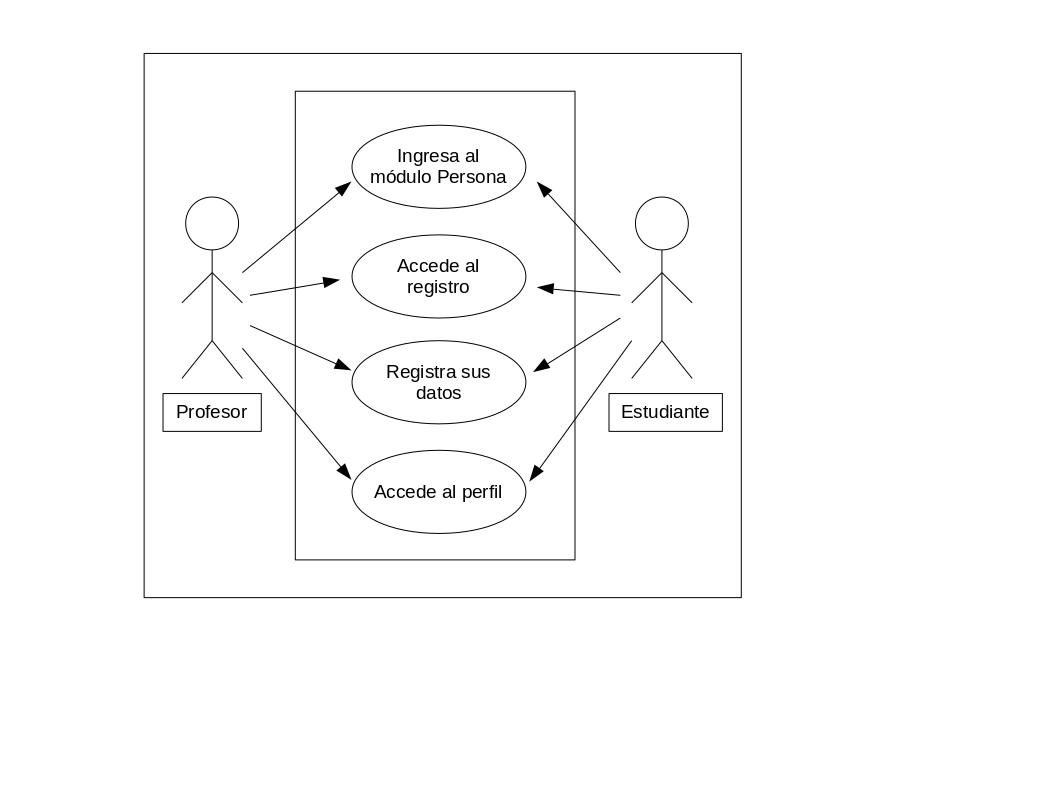 Ingresa al
módulo Persona
Accede al
registro
Registra sus
datos
Profesor
Estudiante
Accede al perfil